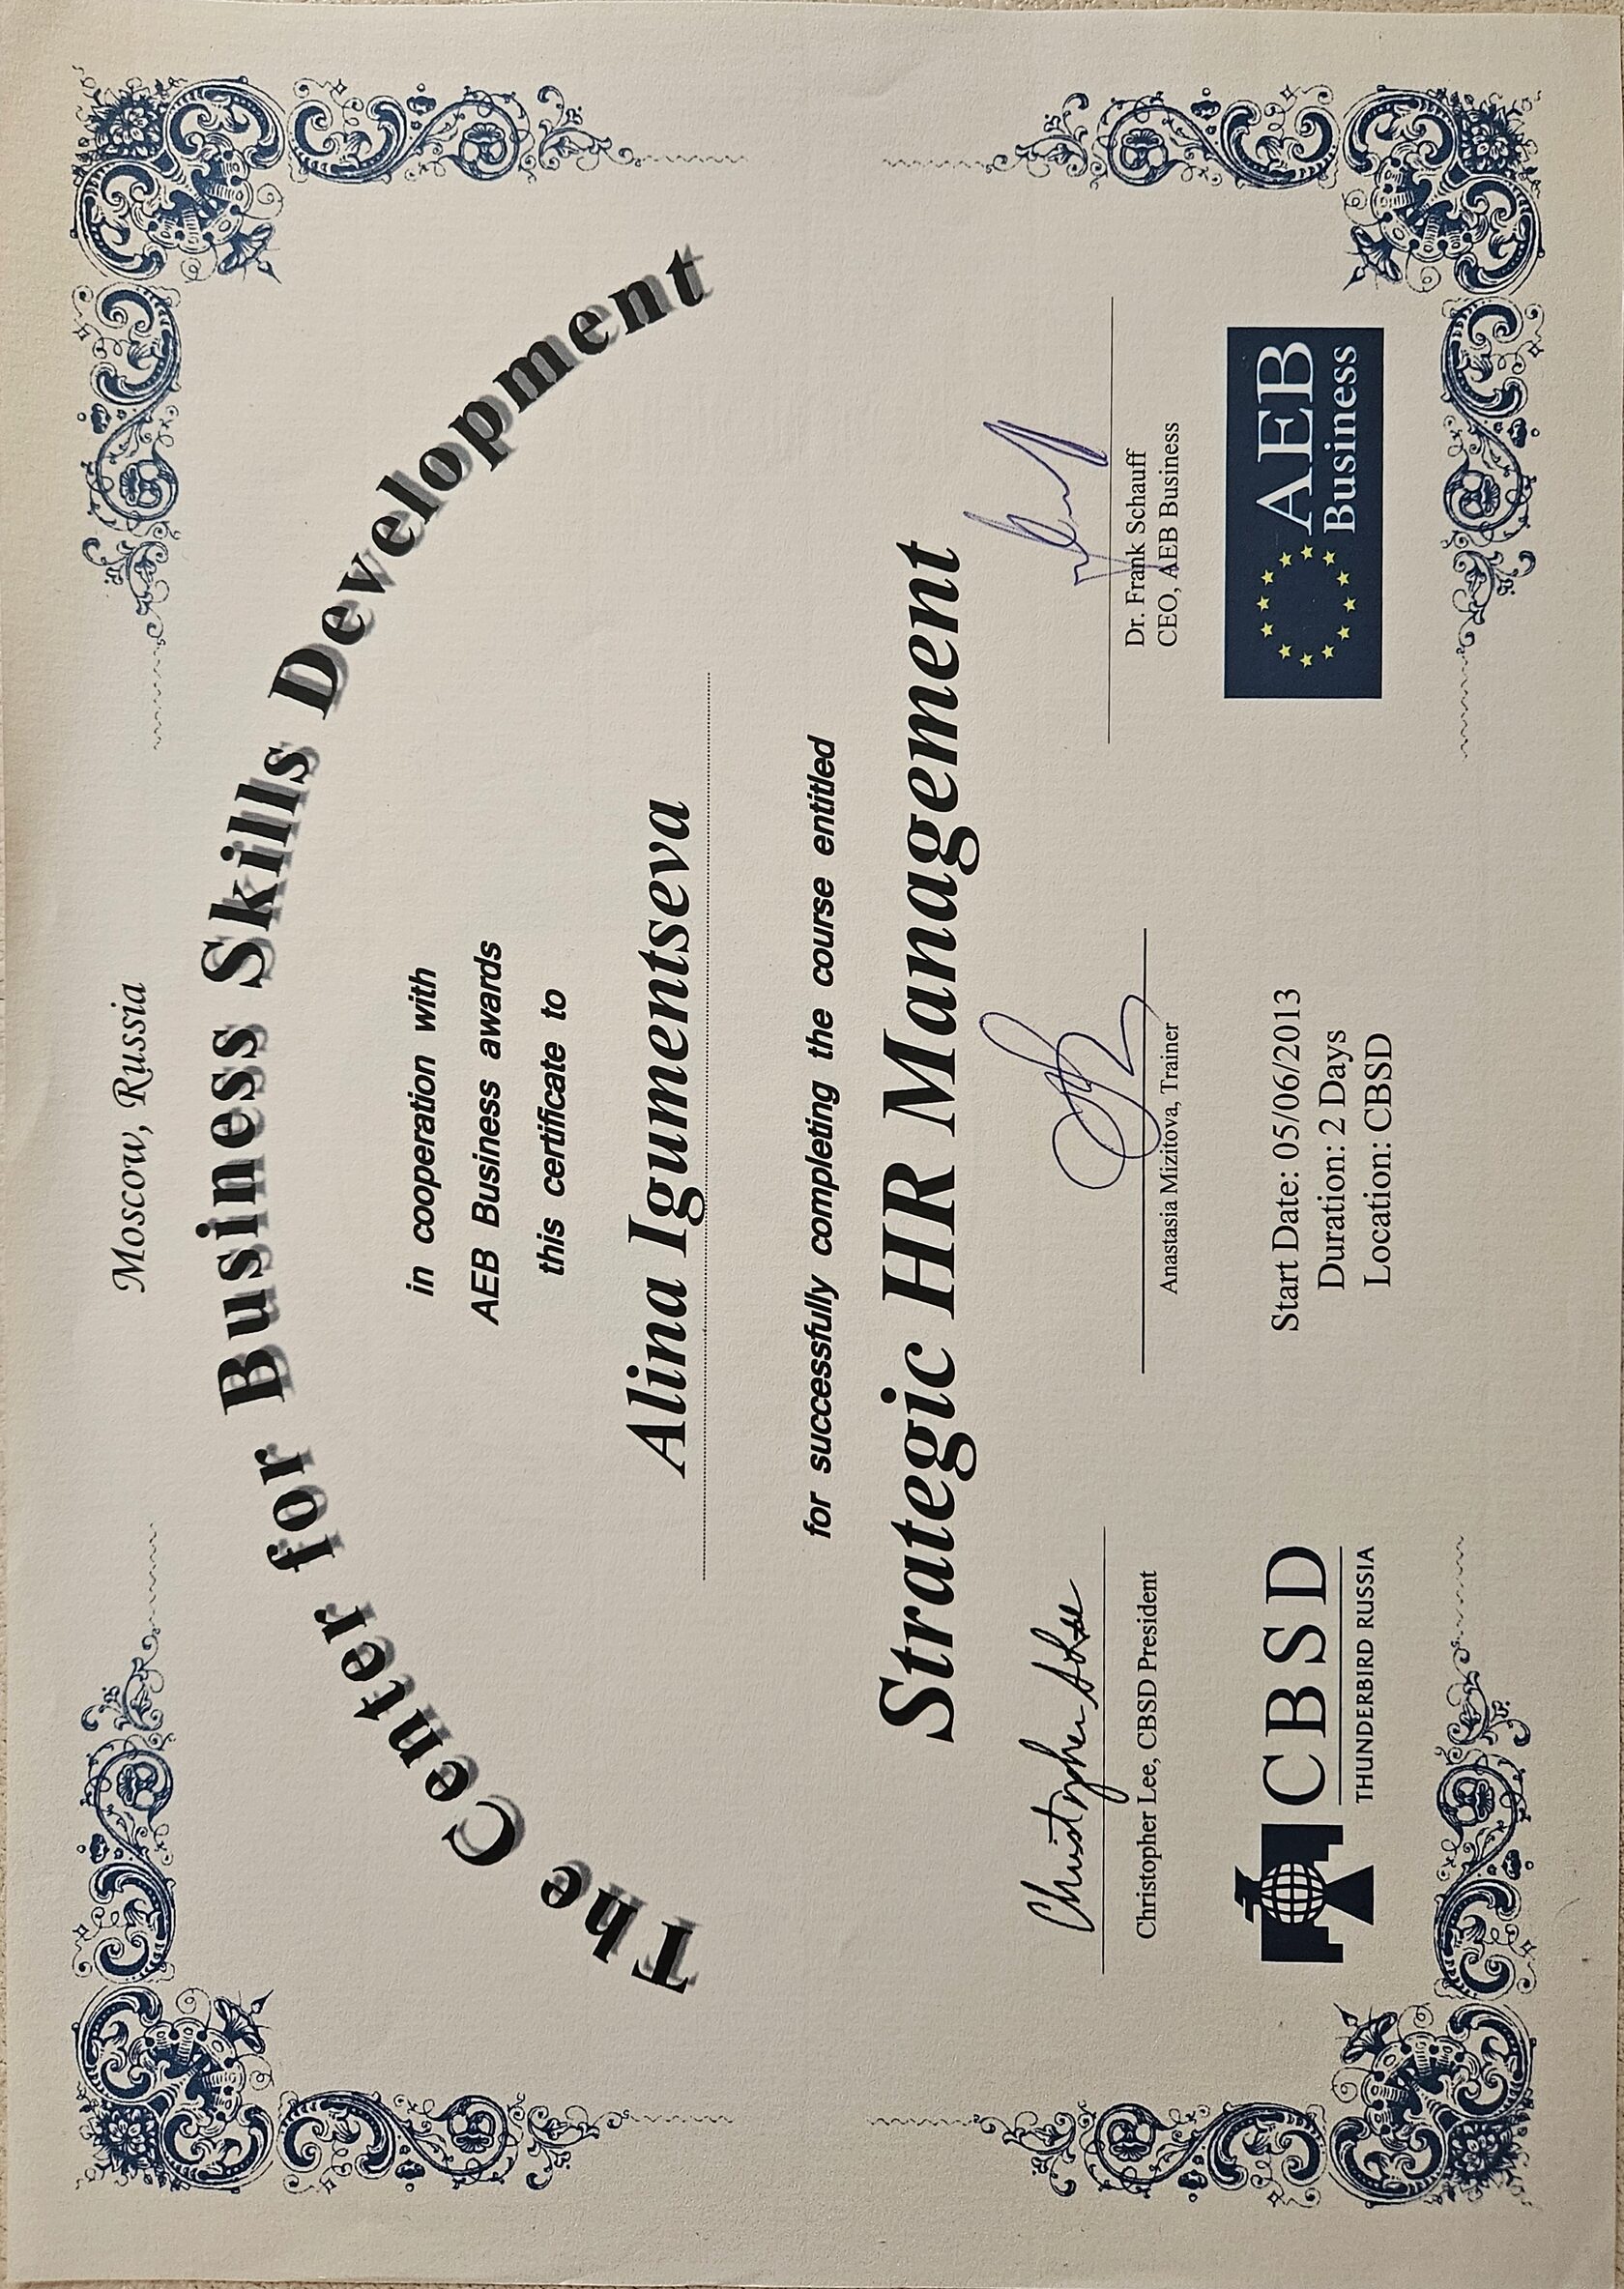 Moscow, Russia
The Center for Business Skills Development
in cooperation with
AEB Business awards
this certificate to
Alina Igumentseva
for successfully completing the course entitled
Strategic HR Management
Christopher Lee
Christopher Lee, CBSD President
Anastasia Mizitova, Trainer
Dr. Frank Schauff
CEO, AEB Business
CBSD
THUNDERBIRD RUSSIA
Start Date: 05/06/2013
Duration: 2 Days
Location: CBSD
AEB
Business